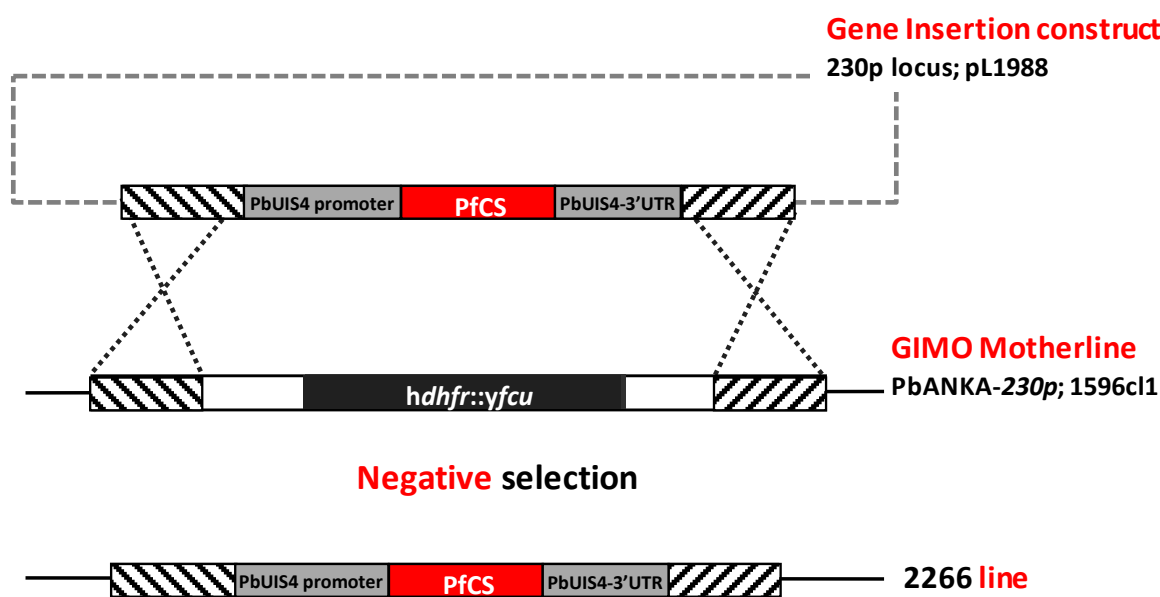 Gene Insertion construct
230p locus; pL1988
PbUIS4 promoter PfCS PbUIS4-3’UTR
GIMO Motherline
PbANKA-230p; 1596cl1
hdhfr::yfcu
Negative selection
PbUIS4 promoter PfCS PbUIS4-3’UTR
2266 line